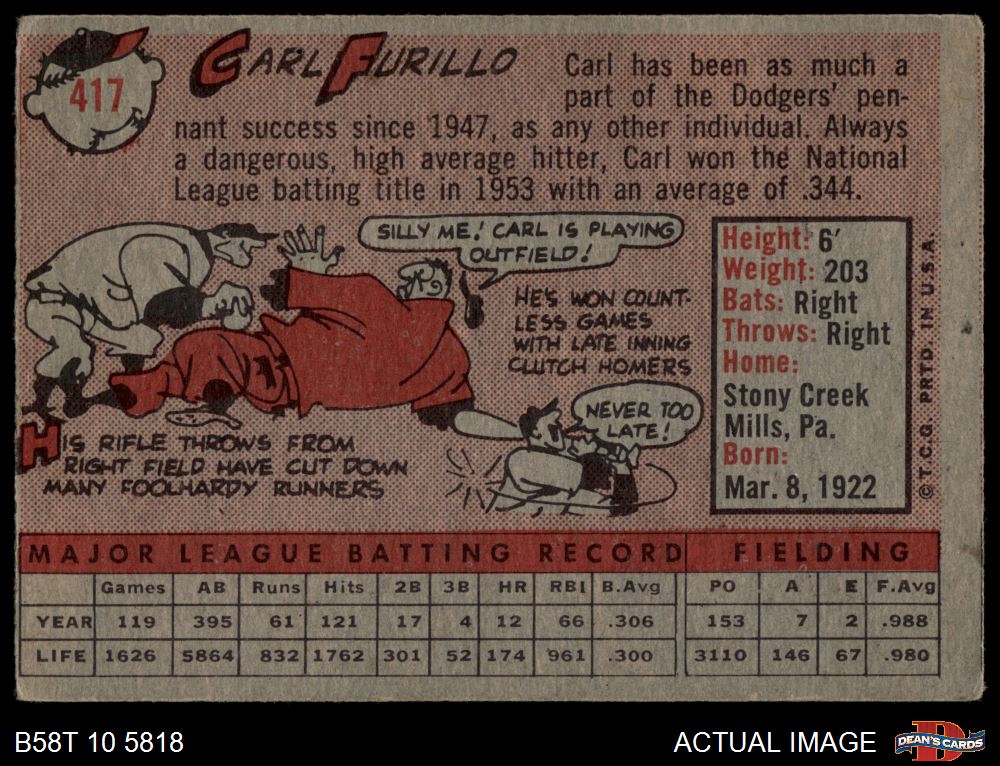 417
CARL FURILLO
Carl has been as much a
part of the Dodgers' pen-
nant success since 1947, as any other individual. Always
a dangerous, high average hitter, Carl won the National
League batting title in 1953 with an average of .344.
SILLY ME! CARL IS PLAYING
OUTFIELD!
HE'S WON COUNT-
LESS GAMES
WITH LATE INNING
CLUTCH HOMERS
NEVER TOO
LATE!
HIS RIFLE THROWS FROM
RIGHT FIELD HAVE CUT DOWN
MANY FOOLHARDY RUNNERS
Height: 6'
Weight: 203
Bats: Right
Throws: Right
Home:
Stony Creek
Mills, Pa.
Born:
Mar. 8, 1922
© T.C.G. PRTD. IN U.S.A.
MAJOR LEAGUE BATTING RECORD FIELDING
Games AB Runs Hits 2B 3B HR RBI B.Avg PO A E F.Avg
YEAR 119 395 61 121 17 4 12 66 .306 153 7 2 .988
LIFE 1626 5864 832 1762 301 52 174 961 .300 3110 146 67 .980
B58T 10 5818 ACTUAL IMAGE DEAN'S CARDS